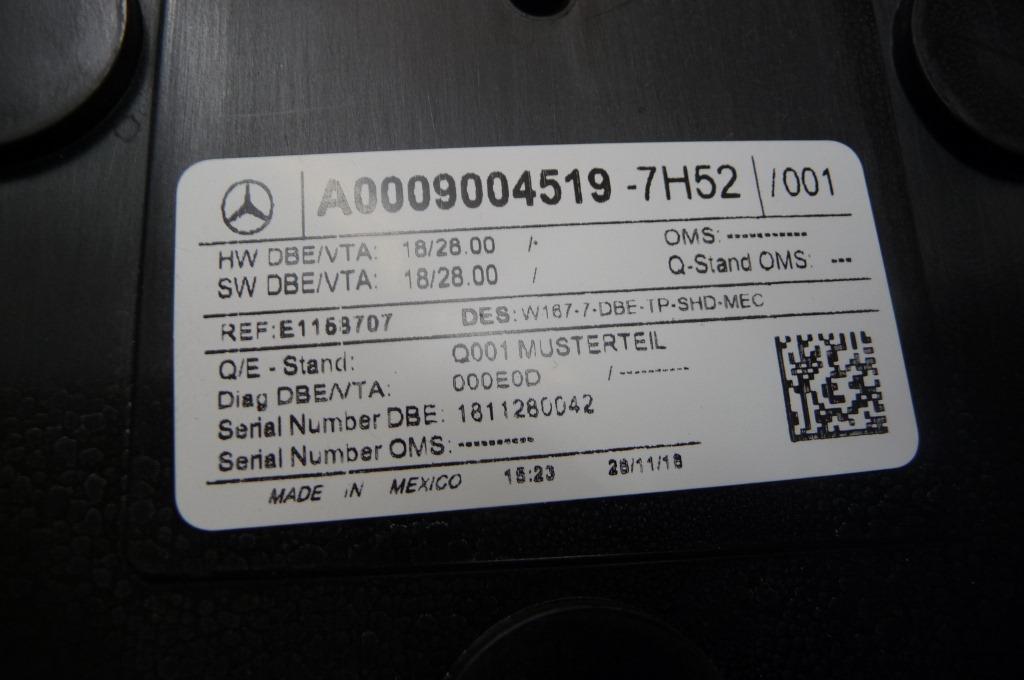 A0009004519 -7H52 /001
HW DBE/VTA: 18/28.00 /· OMS: -----------
SW DBE/VTA: 18/28.00 / Q-Stand OMS: ---
REF:E1158707 DES:W167-7-DBE-TP-SHD-MEC
Q/E - Stand: Q001 MUSTERTEIL
Diag DBE/VTA: 000E0D /----------
Serial Number DBE: 1811280042
Serial Number OMS: -----------
MADE IN MEXICO 15:23 28/11/18